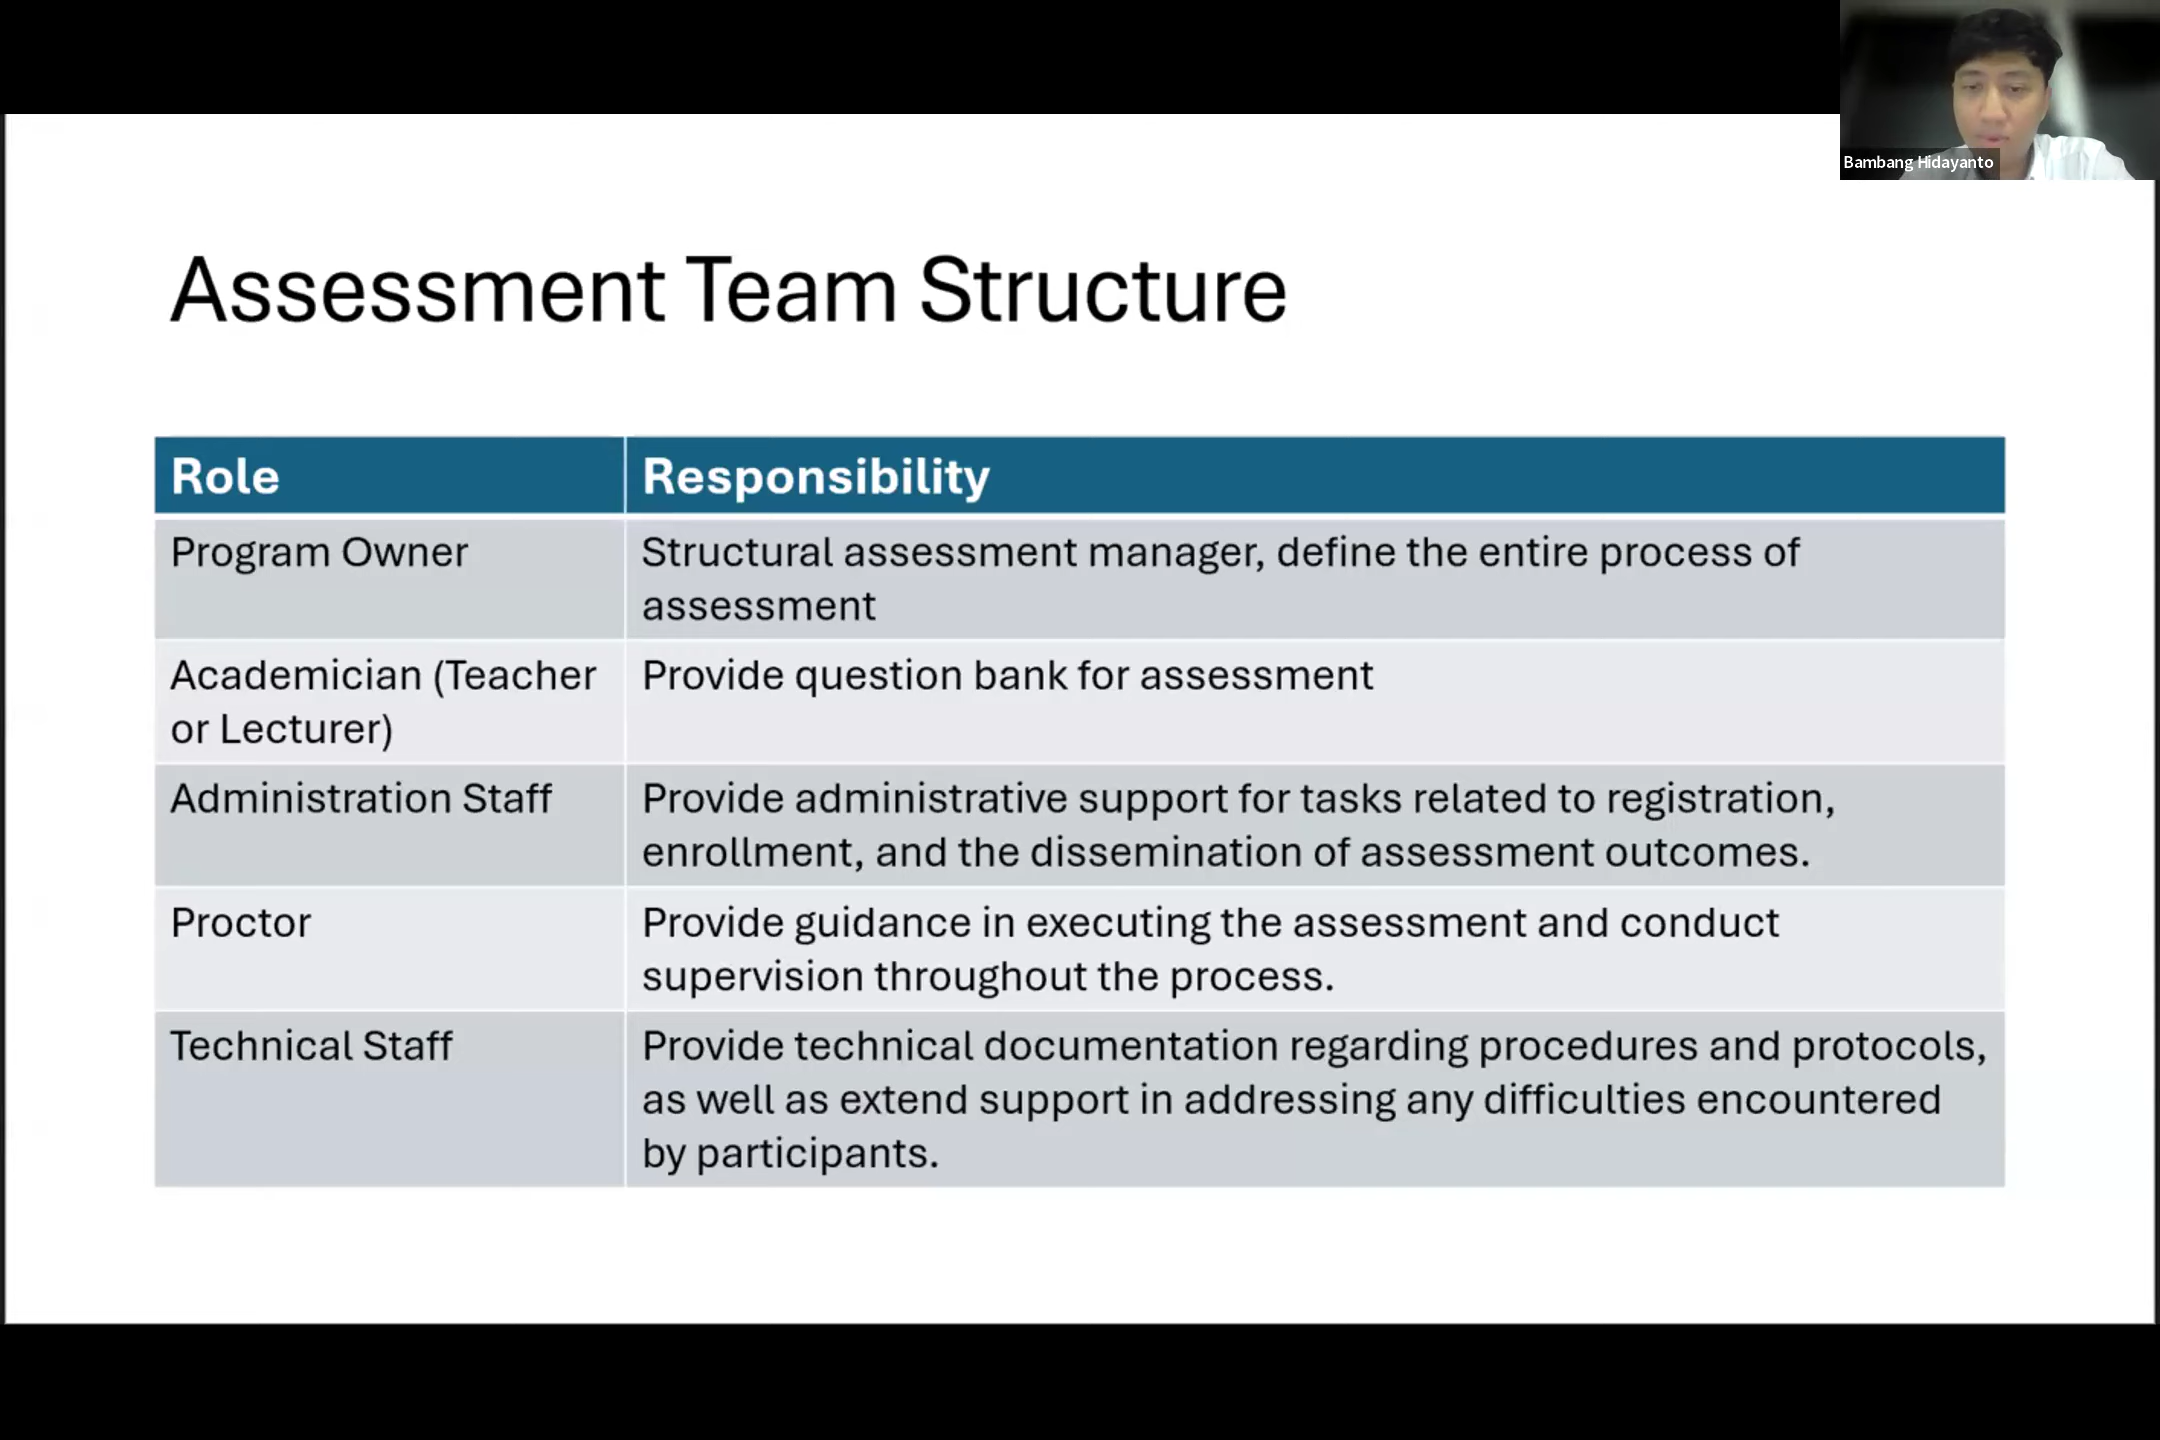 Bambang Hidayanto
Assessment Team Structure
Role
Responsibility
Program Owner
Structural assessment manager, define the entire process of
assessment
Academician (Teacher
or Lecturer)
Provide question bank for assessment
Administration Staff
Provide administrative support for tasks related to registration,
enrollment, and the dissemination of assessment outcomes.
Proctor
Provide guidance in executing the assessment and conduct
supervision throughout the process.
Technical Staff
Provide technical documentation regarding procedures and protocols,
as well as extend support in addressing any difficulties encountered
by participants.